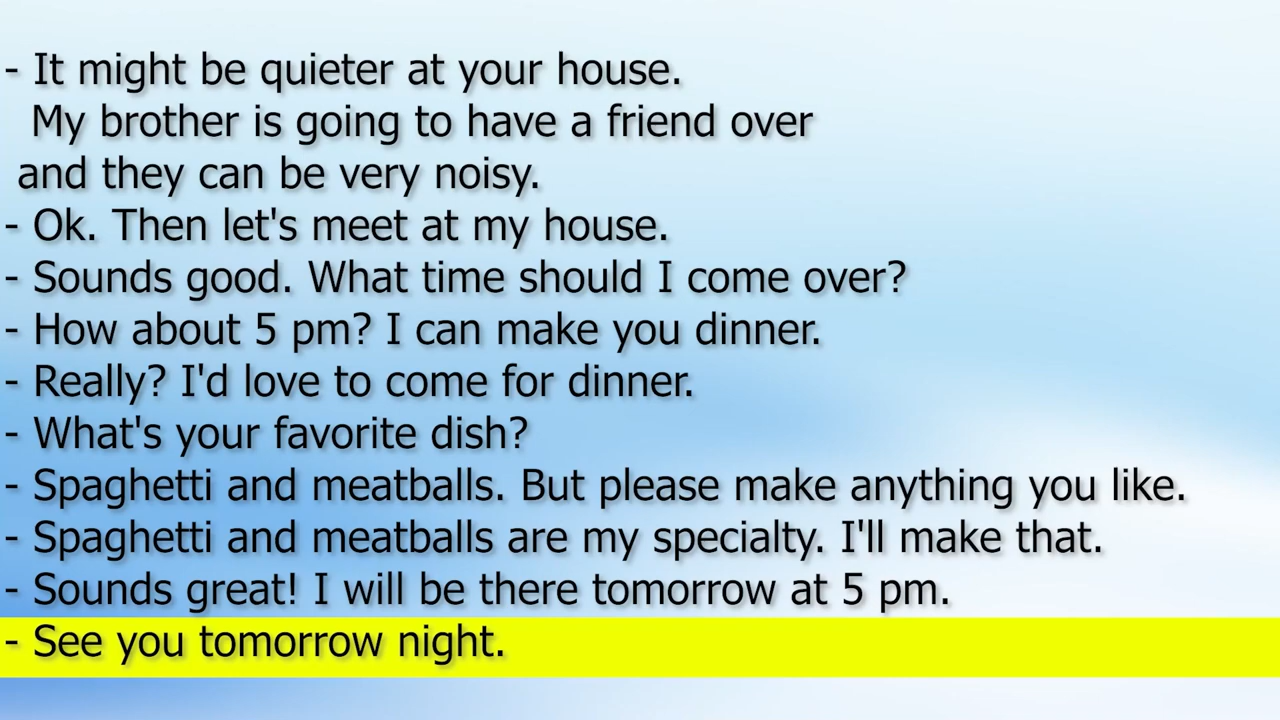 - It might be quieter at your house.
My brother is going to have a friend over
and they can be very noisy.
- Ok. Then let's meet at my house.
- Sounds good. What time should I come over?
- How about 5 pm? I can make you dinner.
- Really? I'd love to come for dinner.
- What's your favorite dish?
- Spaghetti and meatballs. But please make anything you like.
- Spaghetti and meatballs are my specialty. I'll make that.
- Sounds great! I will be there tomorrow at 5 pm.
- See you tomorrow night.